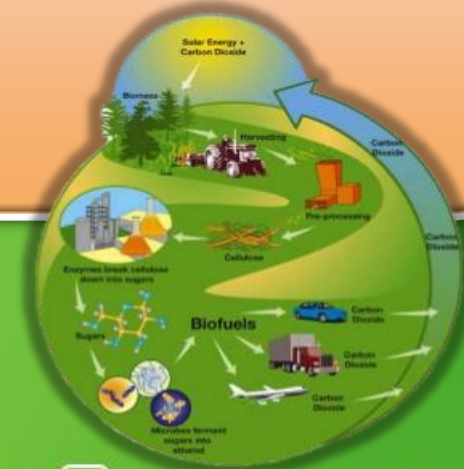 Solar Energy +
Carbon Dioxide
Biomass
Harvesting
Carbon
Dioxide
Pre-processing
Carbon
Dioxide
Cellulose
Enzymes break cellulose
down into sugars
Sugars
Biofuels
Carbon
Dioxide
Carbon
Dioxide
Carbon
Dioxide
Microbes ferment
sugars into
ethanol